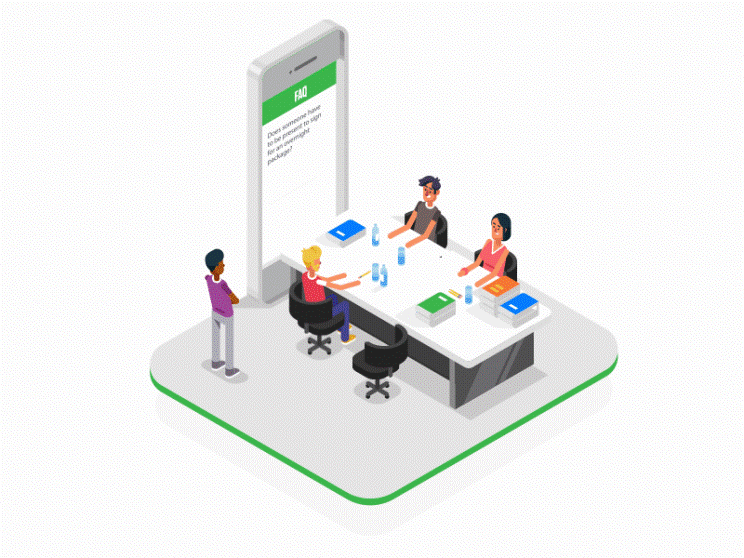 FAQ
Does someone have
to be present to sign
for an overnight
package?